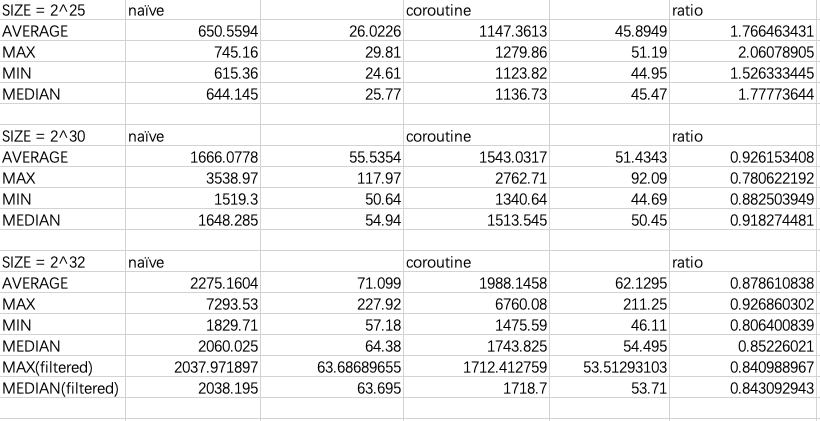 SIZE = 2^25 naïve coroutine ratio
AVERAGE 650.5594 26.0226 1147.3613 45.8949 1.766463431
MAX 745.16 29.81 1279.86 51.19 2.06078905
MIN 615.36 24.61 1123.82 44.95 1.526333445
MEDIAN 644.145 25.77 1136.73 45.47 1.77773644
SIZE = 2^30 naïve coroutine ratio
AVERAGE 1666.0778 55.5354 1543.0317 51.4343 0.926153408
MAX 3538.97 117.97 2762.71 92.09 0.780622192
MIN 1519.3 50.64 1340.64 44.69 0.882503949
MEDIAN 1648.285 54.94 1513.545 50.45 0.918274481
SIZE = 2^32 naïve coroutine ratio
AVERAGE 2275.1604 71.099 1988.1458 62.1295 0.878610838
MAX 7293.53 227.92 6760.08 211.25 0.926860302
MIN 1829.71 57.18 1475.59 46.11 0.806400839
MEDIAN 2060.025 64.38 1743.825 54.495 0.85226021
MAX(filtered) 2037.971897 63.68689655 1712.412759 53.51293103 0.840988967
MEDIAN(filtered) 2038.195 63.695 1718.7 53.71 0.843092943